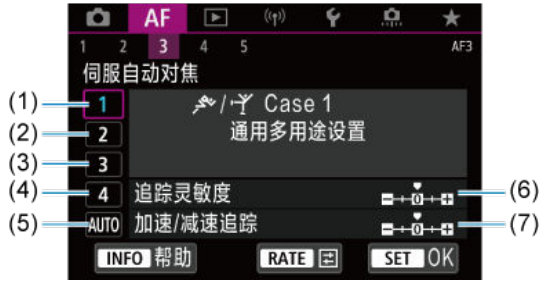 AF
1 2 3 4 5 AF3
伺服自动对焦
(1) 1 Case 1
通用多用途设置
(2) 2
(3) 3
(4) 4 追踪灵敏度 0 (6)
(5) AUTO 加速/减速追踪 0 (7)
INFO 帮助 RATE SET OK